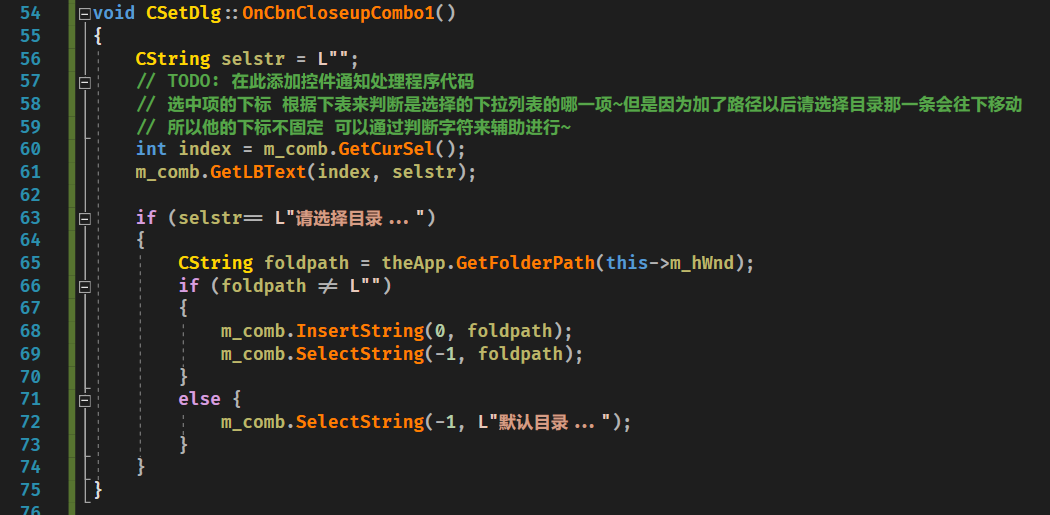 54 void CSetDlg::OnCbnCloseupCombo1()
55 {
56 CString selstr = L"";
57 // TODO: 在此添加控件通知处理程序代码
58 // 选中项的下标 根据下表来判断是选择的下拉列表的哪一项~但是因为加了路径以后请选择目录那一条会往下移动
59 // 所以他的下标不固定 可以通过判断字符来辅助进行~
60 int index = m_comb.GetCurSel();
61 m_comb.GetLBText(index, selstr);
62
63 if (selstr== L"请选择目录...")
64 {
65 CString foldpath = theApp.GetFolderPath(this->m_hWnd);
66 if (foldpath != L"")
67 {
68 m_comb.InsertString(0, foldpath);
69 m_comb.SelectString(-1, foldpath);
70 }
71 else {
72 m_comb.SelectString(-1, L"默认目录...");
73 }
74 }
75 }
76